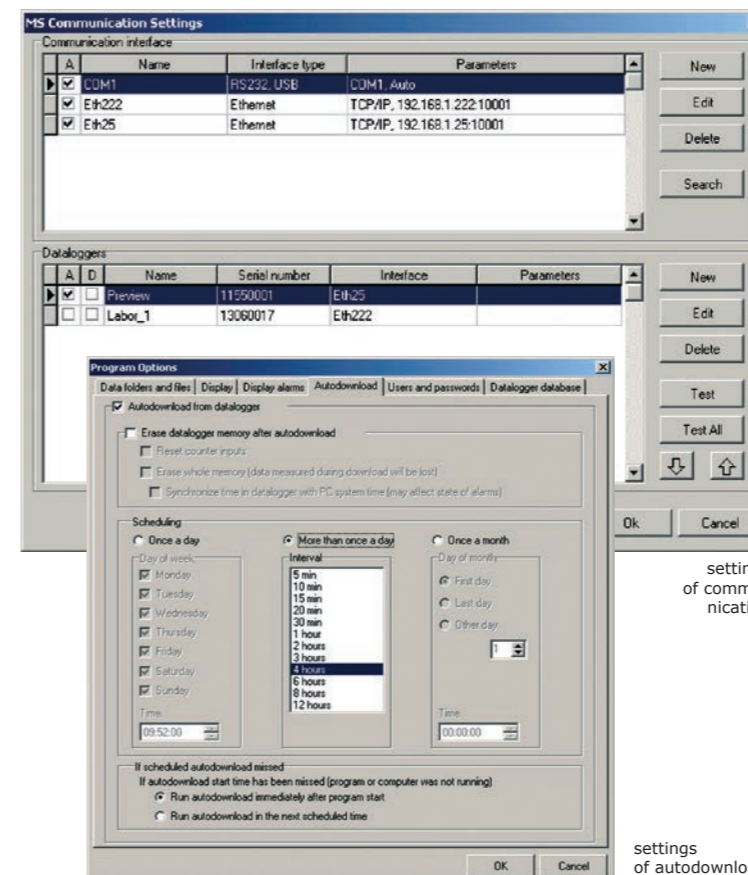 MS Communication Settings
Communication interface
A Name Interface type Parameters
COM1 RS232, USB COM1, Auto
Eth222 Ethernet TCP/IP, 192.168.1.222:10001
Eth25 Ethernet TCP/IP, 192.168.1.25:10001
New
Edit
Delete
Search
Dataloggers
A D Name Serial number Interface Parameters
Preview 11550001 Eth25
Labor_1 13060017 Eth222
New
Edit
Delete
Test
Test All
Ok Cancel
Program Options
Data folders and files Display Display alarms Autodownload Users and passwords Datalogger database
Autodownload from datalogger
Erase datalogger memory after autodownload
Reset counter inputs
Erase whole memory (data measured during download will be lost)
Synchronize time in datalogger with PC system time (may affect state of alarms)
Scheduling
Once a day
Day of week
Monday
Tuesday
Wednesday
Thursday
Friday
Saturday
Sunday
Time
09:52:00
More than once a day
Interval
5 min
10 min
15 min
20 min
30 min
1 hour
2 hours
3 hours
4 hours
6 hours
8 hours
12 hours
Once a month
Day of month
First day
Last day
Other day
1
Time
00:00:00
If scheduled autodownload missed
If autodownload start time has been missed (program or computer was not running)
Run autodownload immediately after program start
Run autodownload in the next scheduled time
OK Cancel
settin
of comm
nicati
settings
of autodownlo